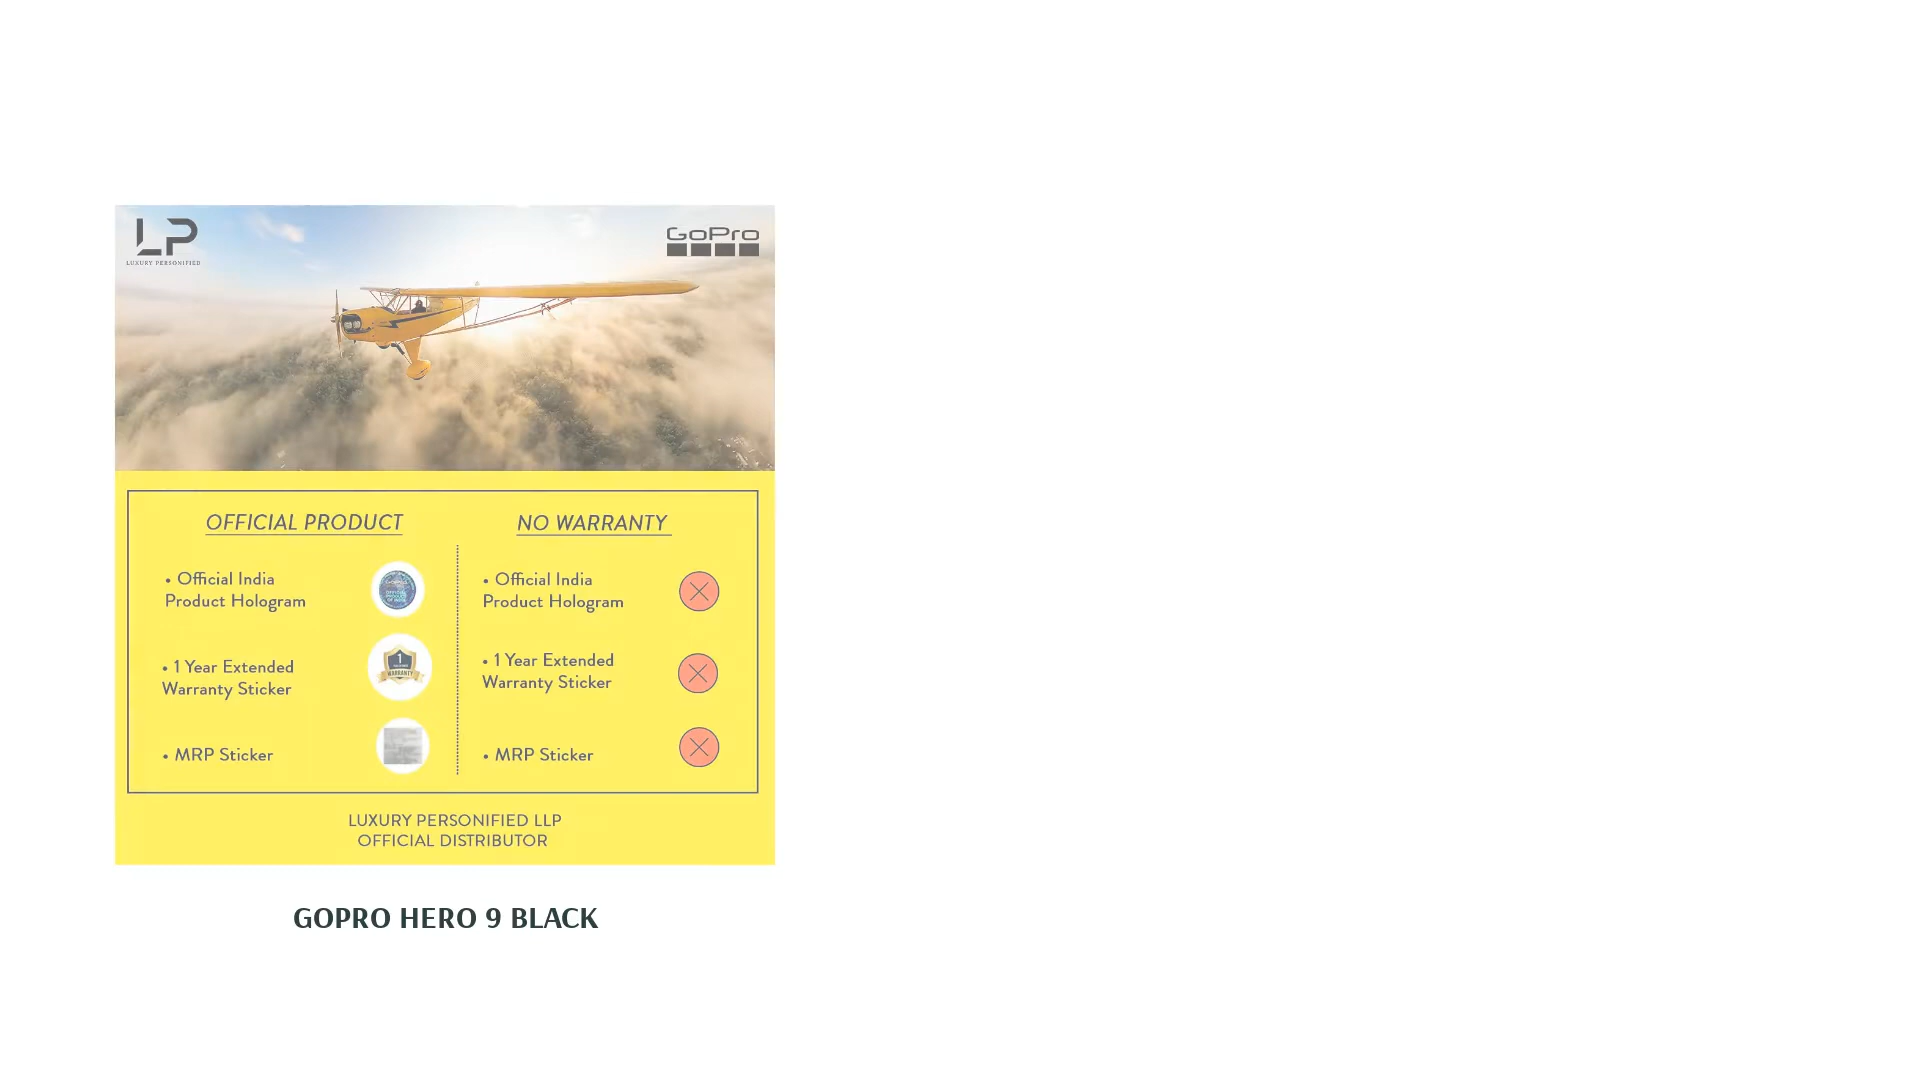 LP
LUXURY PERSONIFIED
GoPro
OFFICIAL PRODUCT
• Official India
Product Hologram
• 1 Year Extended
Warranty Sticker
1
WARRANTY
• MRP Sticker
NO WARRANTY
• Official India
Product Hologram
• 1 Year Extended
Warranty Sticker
• MRP Sticker
LUXURY PERSONIFIED LLP
OFFICIAL DISTRIBUTOR
GOPRO HERO 9 BLACK